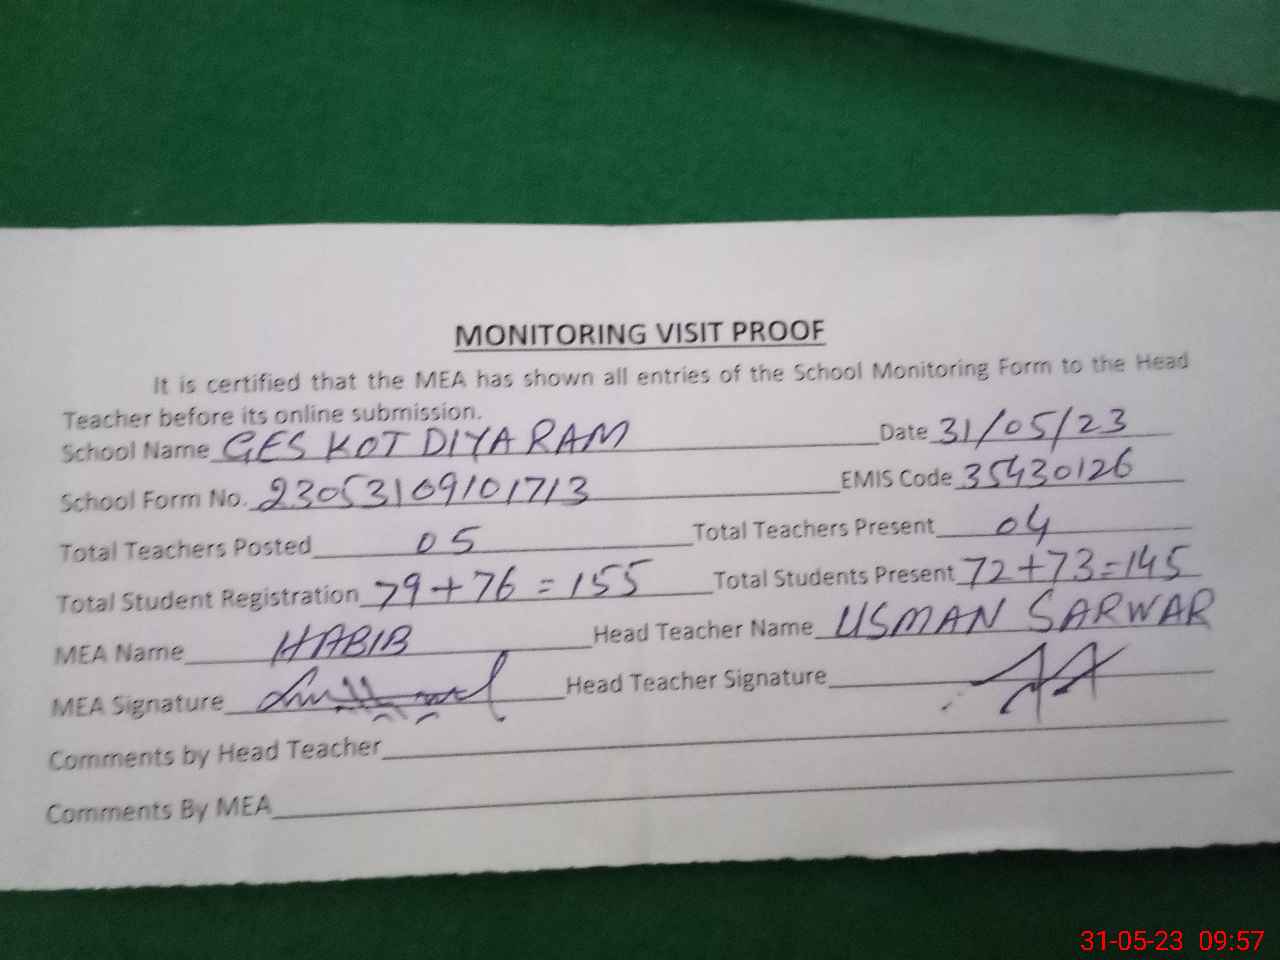 MONITORING VISIT PROOF
It is certified that the MEA has shown all entries of the School Monitoring Form to the Head
Teacher before its online submission.
School Name GES KOT DIYARAM Date 31/05/23
School Form No. 23053109101713 EMIS Code 35430126
Total Teachers Posted 05 Total Teachers Present 04
Total Student Registration 79+76=155 Total Students Present 72+73=145
MEA Name HABIB Head Teacher Name USMAN SARWAR
MEA Signature Head Teacher Signature
Comments by Head Teacher
Comments By MEA
31-05-23 09:57